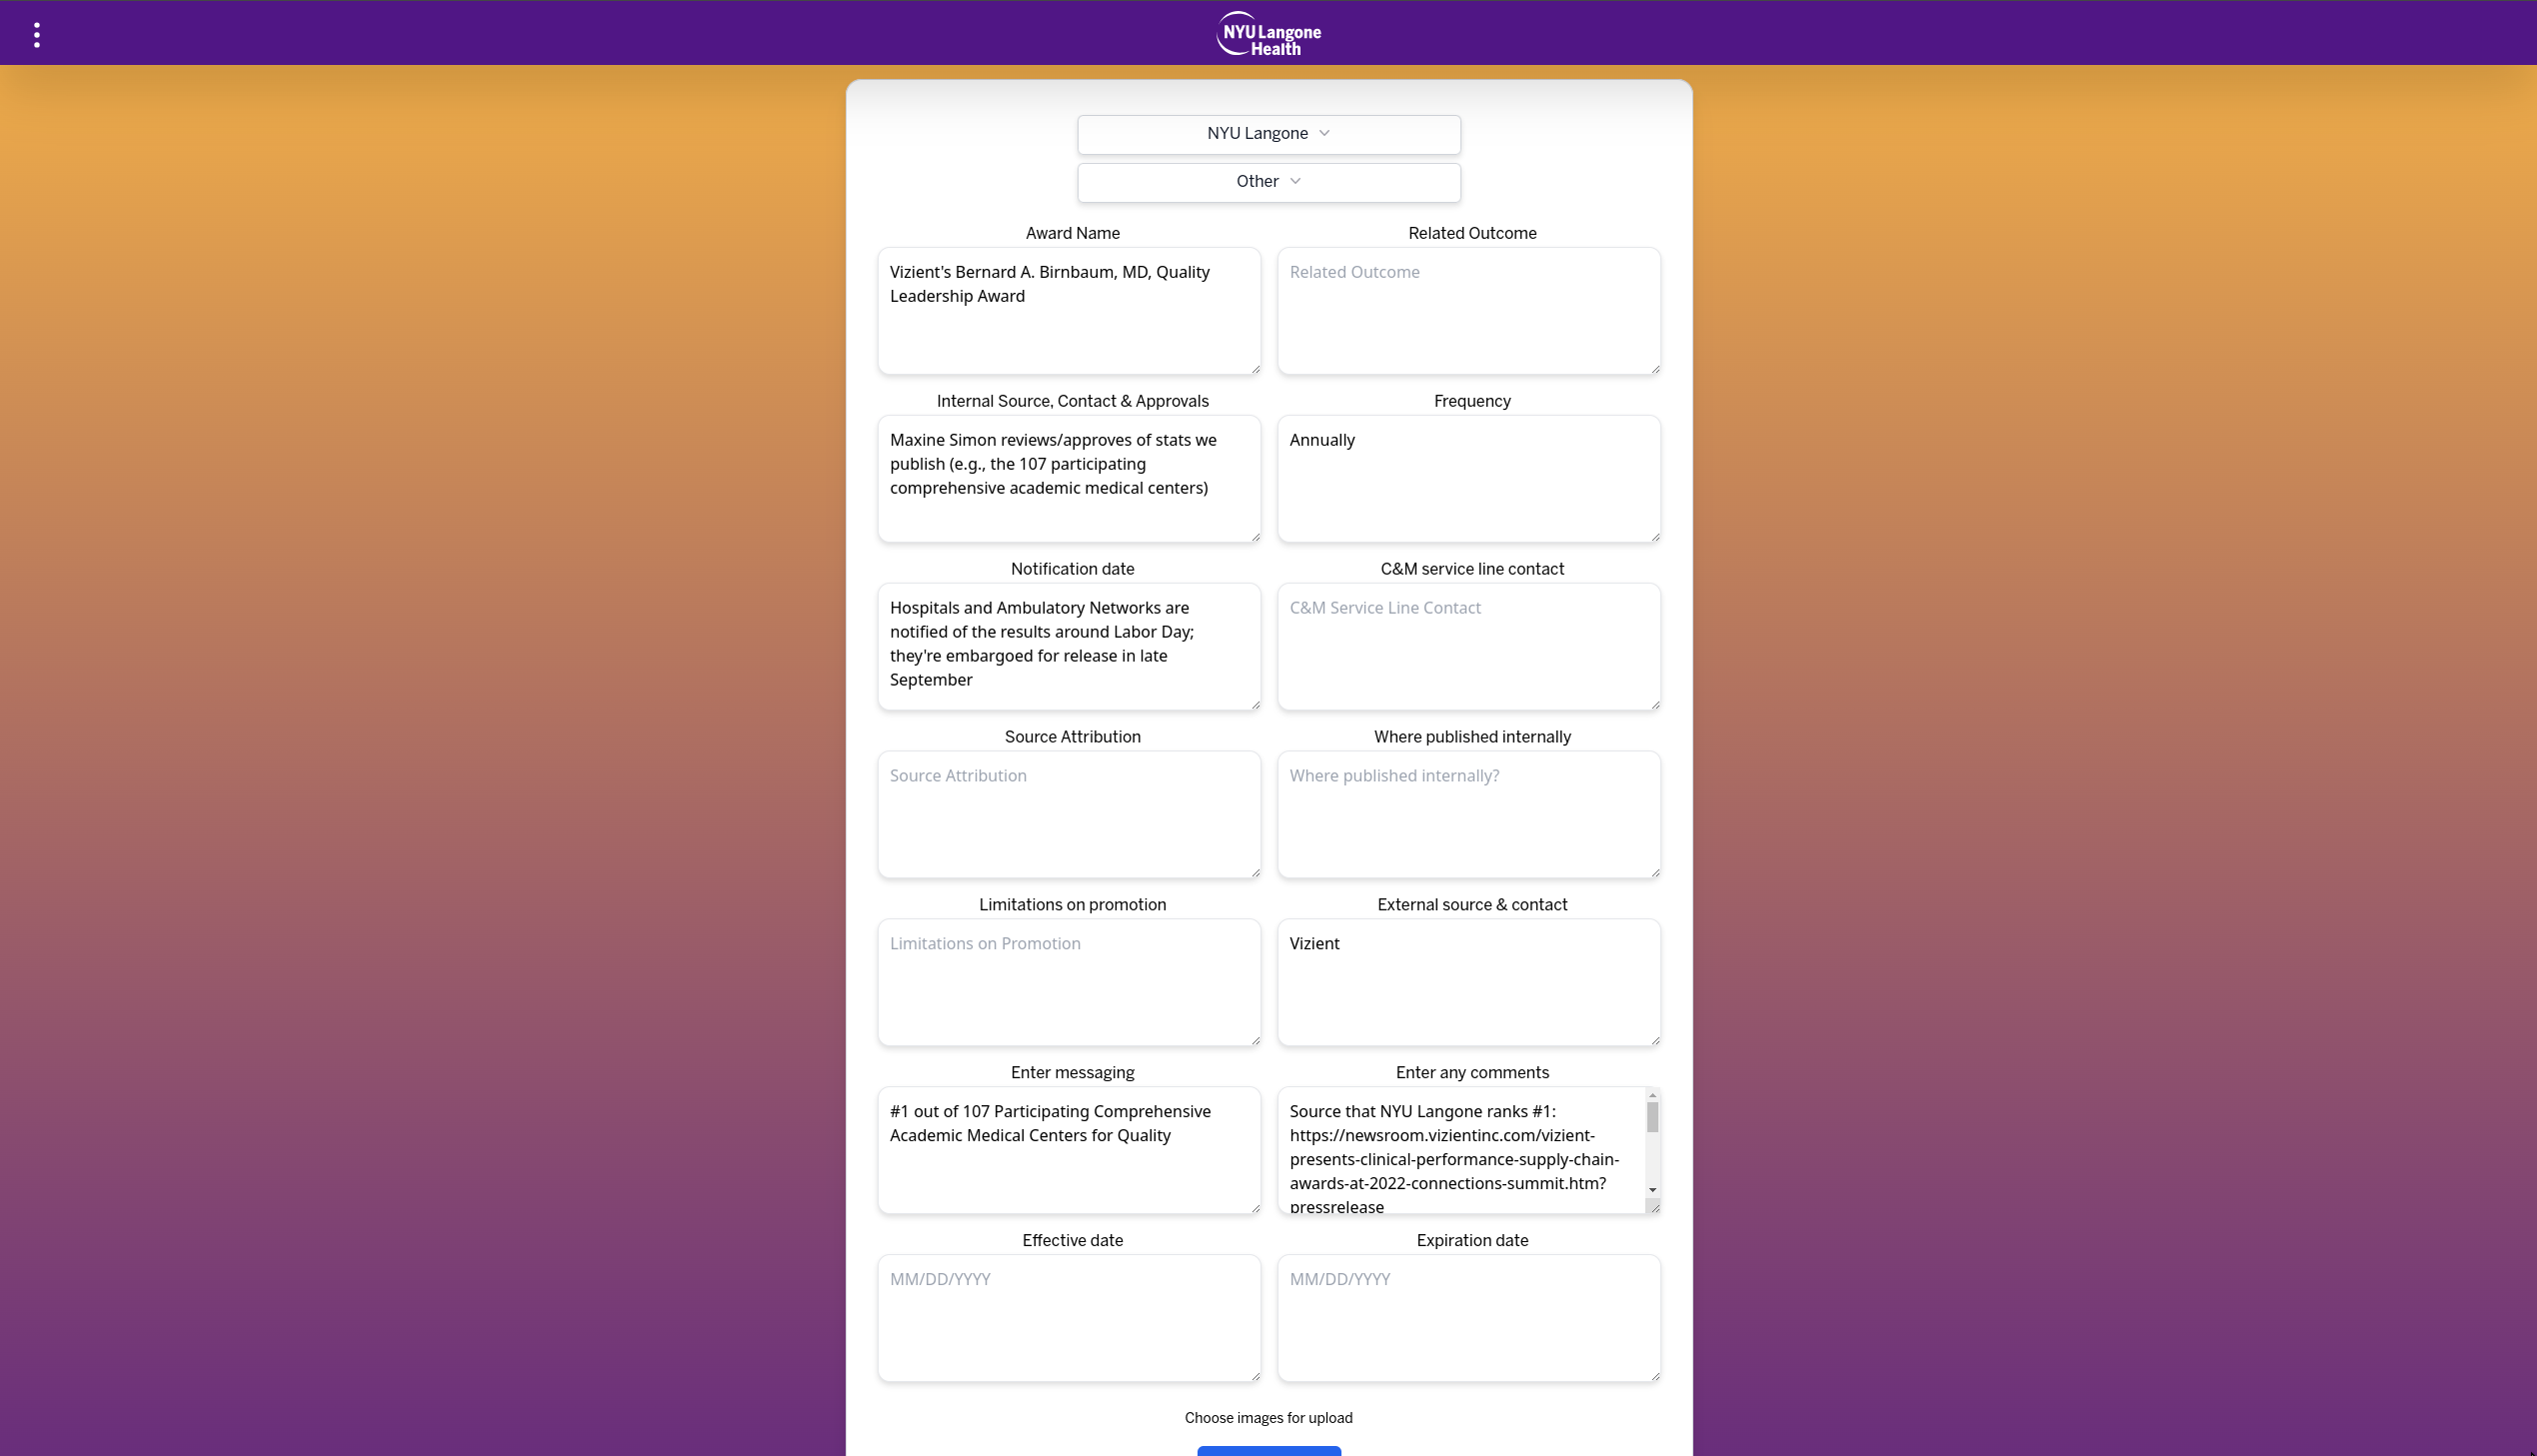 NYU Langone
Health
NYU Langone
Other
Award Name
Related Outcome
Vizient's Bernard A. Birnbaum, MD, Quality
Leadership Award
Related Outcome
Internal Source, Contact & Approvals
Frequency
Maxine Simon reviews/approves of stats we
publish (e.g., the 107 participating
comprehensive academic medical centers)
Annually
Notification date
C&M service line contact
Hospitals and Ambulatory Networks are
notified of the results around Labor Day;
they're embargoed for release in late
September
C&M Service Line Contact
Source Attribution
Where published internally
Source Attribution
Where published internally?
Limitations on promotion
External source & contact
Limitations on Promotion
Vizient
Enter messaging
Enter any comments
#1 out of 107 Participating Comprehensive
Academic Medical Centers for Quality
Source that NYU Langone ranks #1:
https://newsroom.vizientinc.com/vizient-
presents-clinical-performance-supply-chain-
awards-at-2022-connections-summit.htm?
pressrelease
Effective date
Expiration date
MM/DD/YYYY
MM/DD/YYYY
Choose images for upload